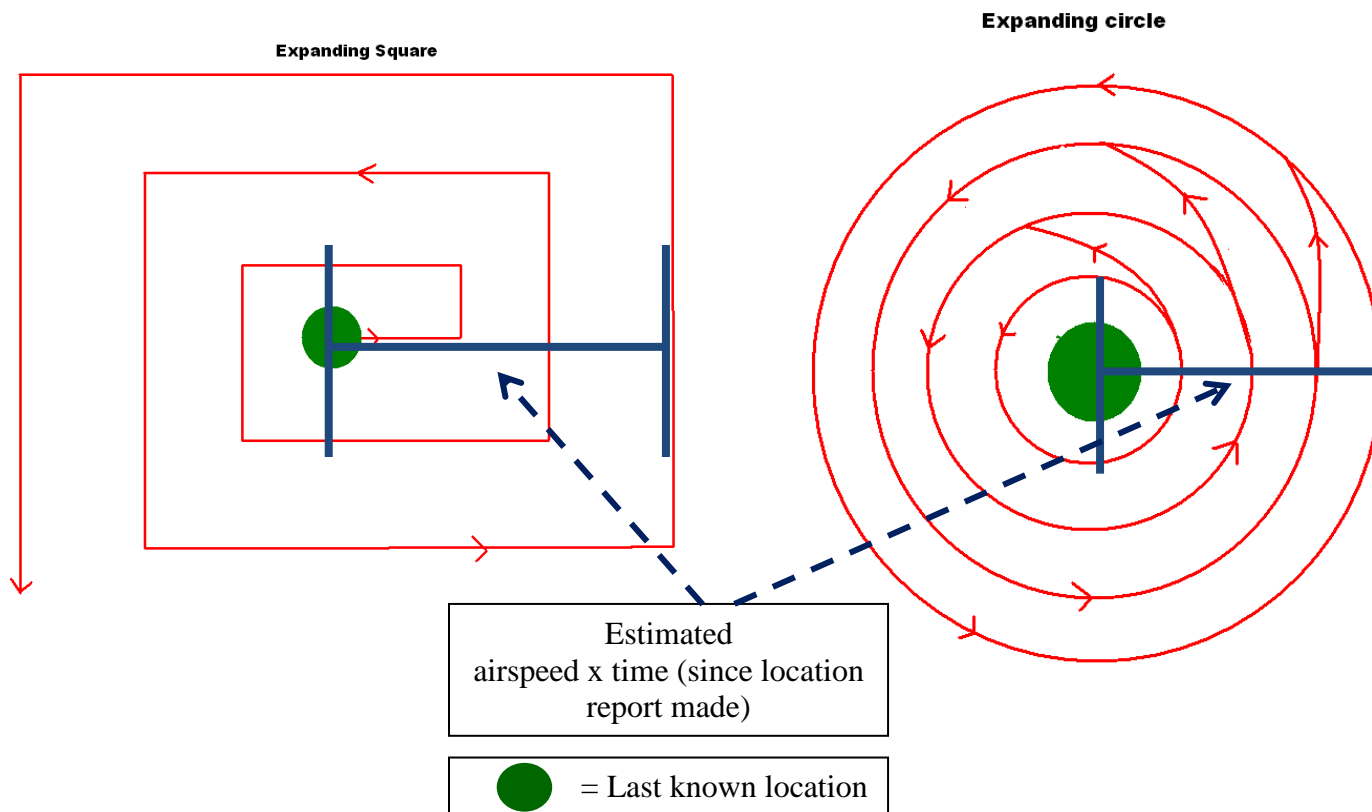 Expanding circle
Expanding Square
Estimated
airspeed x time (since location
report made)
= Last known location